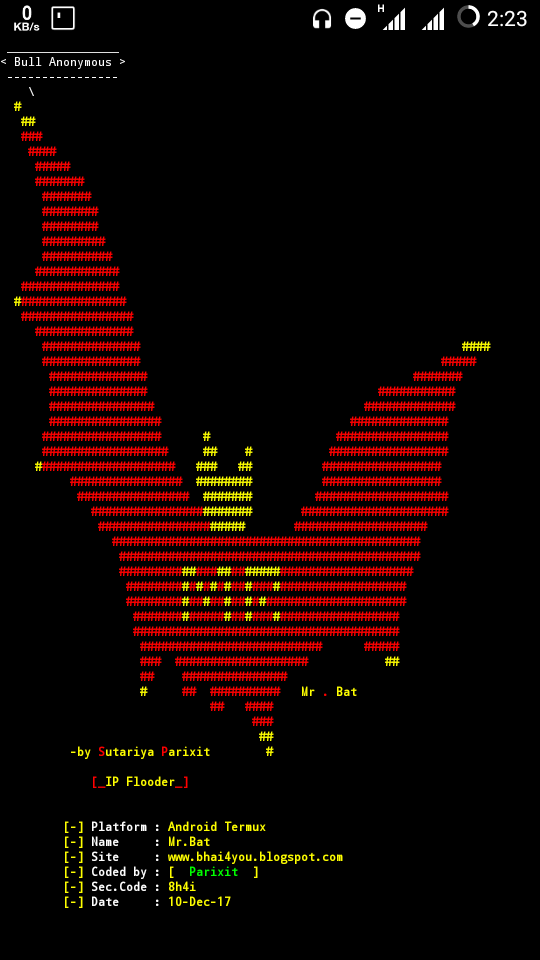 0 KB/s H 2:23
< Bull Anonymous >
\
MR
Mr . Bat
-by Sutariya Parixit
[_IP Flooder_]
[-] Platform : Android Termux
[-] Name : Mr.Bat
[-] Site : www.bhai4you.blogspot.com
[-] Coded by : [ Parixit ]
[-] Sec.Code : 8h4i
[-] Date : 10-Dec-17